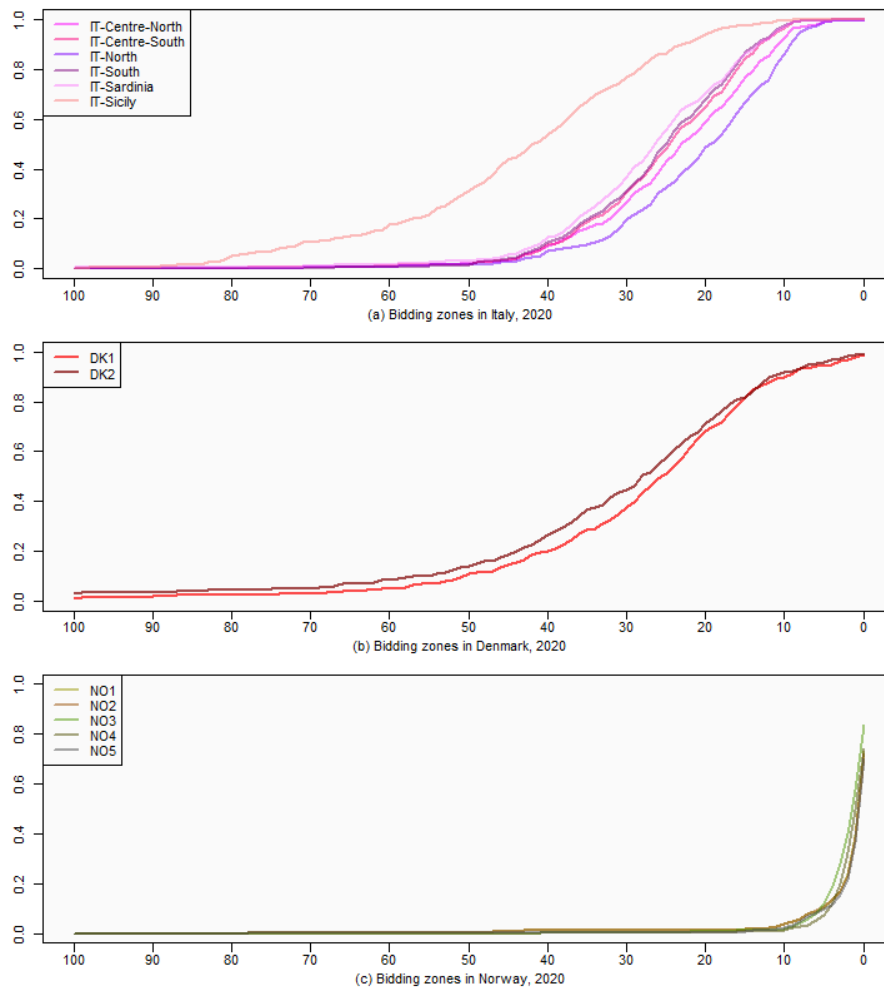 1.0
0.8
0.6
0.4
0.2
0.0
IT-Centre-North
IT-Centre-South
IT-North
IT-South
IT-Sardinia
IT-Sicily
100 90 80 70 60 50 40 30 20 10 0
(a) Bidding zones in Italy, 2020
1.0
0.8
0.6
0.4
0.2
0.0
DK1
DK2
100 90 80 70 60 50 40 30 20 10 0
(b) Bidding zones in Denmark, 2020
1.0
0.8
0.6
0.4
0.2
0.0
NO1
NO2
NO3
NO4
NO5
100 90 80 70 60 50 40 30 20 10 0
(c) Bidding zones in Norway, 2020